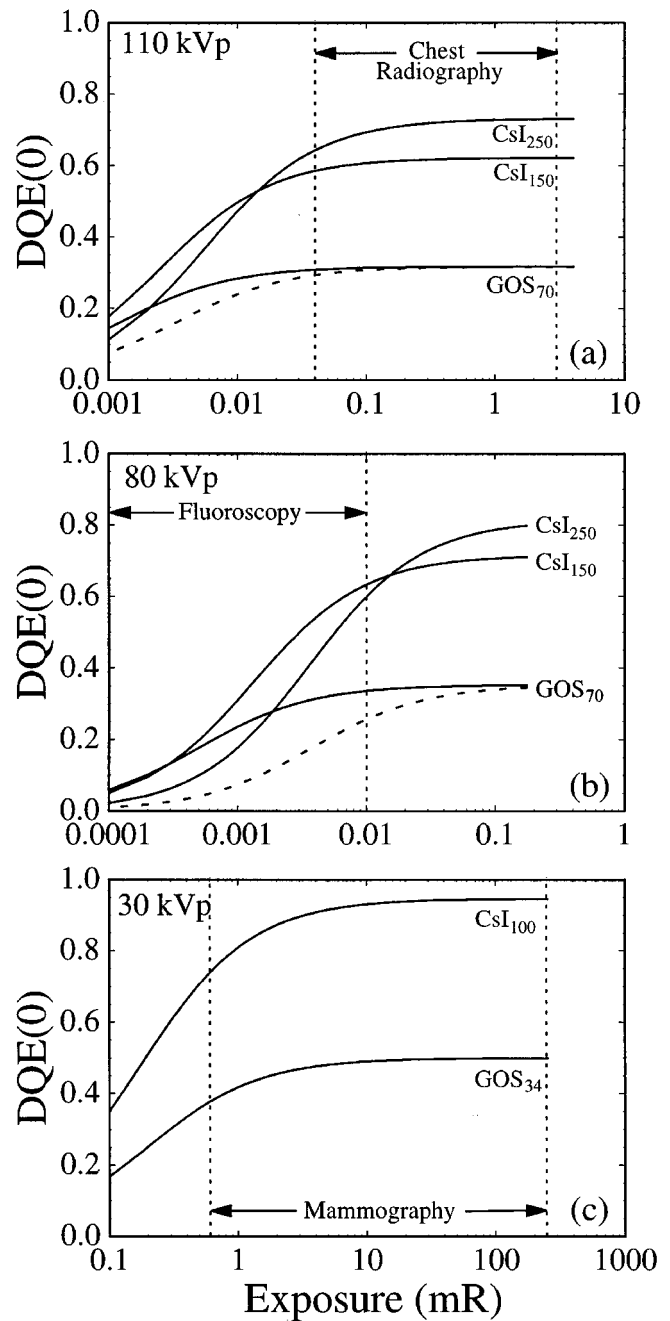 110 kVp
Chest
Radiography
CsI250
CsI150
GOS70
(a)
DQE(0)
1.0
0.8
0.6
0.4
0.2
0.0
0.001
0.01
0.1
1
10
80 kVp
Fluoroscopy
CsI250
CsI150
GOS70
(b)
DQE(0)
1.0
0.8
0.6
0.4
0.2
0.0
0.0001
0.001
0.01
0.1
1
30 kVp
CsI100
GOS34
Mammography
(c)
DQE(0)
1.0
0.8
0.6
0.4
0.2
0.0
0.1
1
10
100
1000
Exposure (mR)